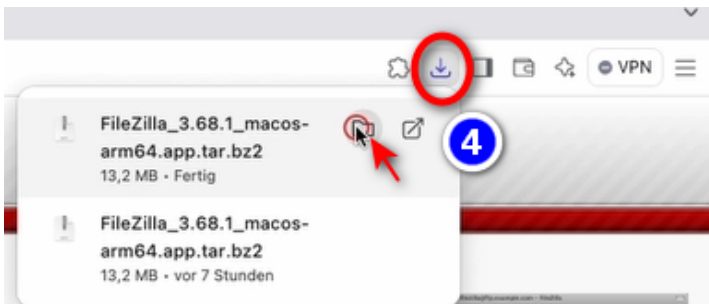 VPN
FileZilla_3.68.1_macos-
arm64.app.tar.bz2
13,2 MB • Fertig
4
FileZilla_3.68.1_macos-
arm64.app.tar.bz2
13,2 MB • vor 7 Stunden